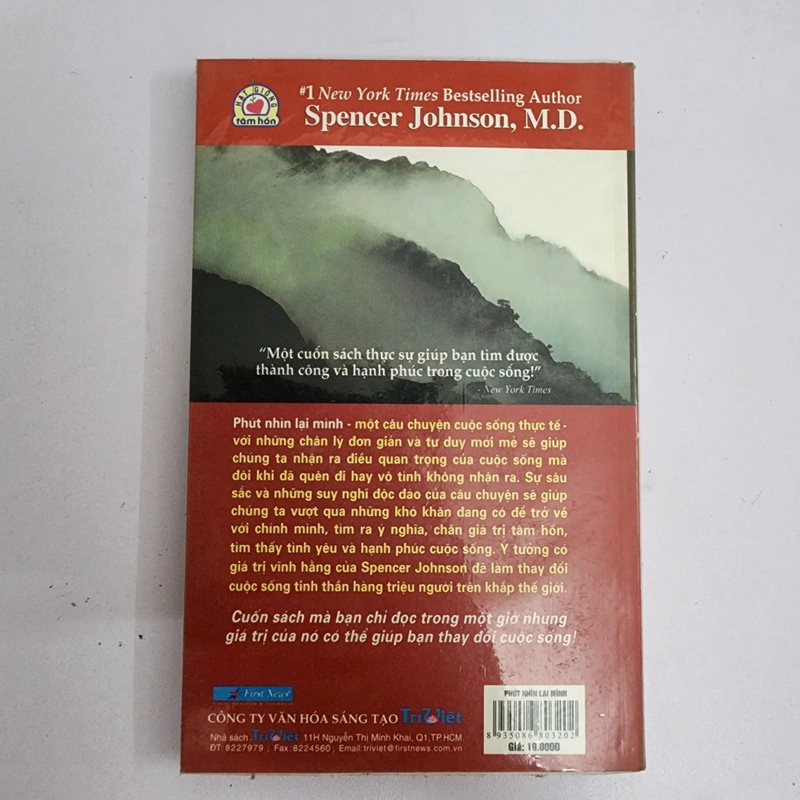 HẠT GIỐNG
tâm hồn
#1 New York Times Bestselling Author
Spencer Johnson, M.D.
“Một cuốn sách thực sự giúp bạn tìm được
thành công và hạnh phúc trong cuộc sống!”
- New York Times
Phút nhìn lại mình - một câu chuyện cuộc sống thực tế -
với những chân lý đơn giản và tư duy mới mẻ sẽ giúp
chúng ta nhận ra điều quan trọng của cuộc sống mà
đôi khi đã quên đi hay vô tình không nhận ra. Sự sâu
sắc và những suy nghĩ độc đáo của câu chuyện sẽ giúp
chúng ta vượt qua những khó khăn đang có để trở về
với chính mình, tìm ra ý nghĩa, chân giá trị tâm hồn,
tìm thấy tình yêu và hạnh phúc cuộc sống. Ý tưởng có
giá trị vĩnh hằng của Spencer Johnson đã làm thay đổi
cuộc sống tinh thần hàng triệu người trên khắp thế giới.
Cuốn sách mà bạn chỉ đọc trong một giờ nhưng
giá trị của nó có thể giúp bạn thay đổi cuộc sống!
First News
CÔNG TY VĂN HÓA SÁNG TẠO Trí Việt
Nhà sách Trí Việt 11H Nguyễn Thị Minh Khai, Q1, TP.HCM
ĐT: 8227979 ; Fax: 8224560 ; Email: triviet@firstnews.com.vn
PHÚT NHÌN LẠI MÌNH
8 935086 803202
Giá: 19.000Đ